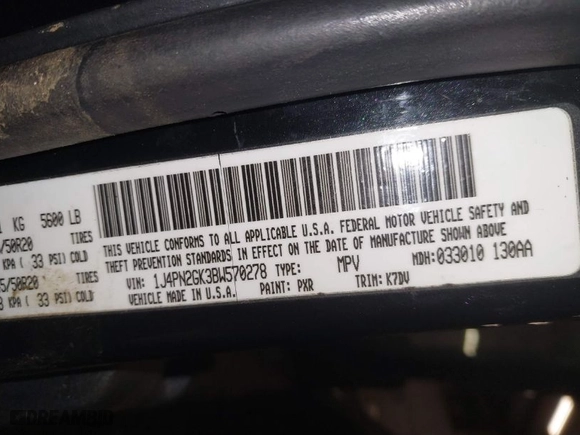 KG 5600 LB
/50R20 TIRES
KPA ( 33 PSI) COLD
5/50R20 TIRES
KPA ( 33 PSI) COLD
THIS VEHICLE CONFORMS TO ALL APPLICABLE U.S.A. FEDERAL MOTOR VEHICLE SAFETY AND
THEFT PREVENTION STANDARDS IN EFFECT ON THE DATE OF MANUFACTURE SHOWN ABOVE.
VIN: 1J4PN2GK3BW570278 TYPE: MPV MDH: 033010 130AA
MADE IN U.S.A. PAINT: PXR TRIM: K7DV
DREAMBID